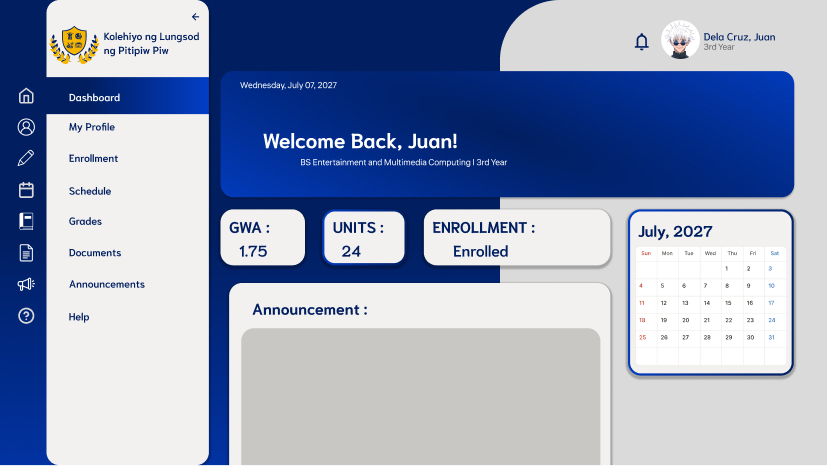 Kolehiyo ng Lungsod
ng Pitipiw Piw
Dashboard
My Profile
Enrollment
Schedule
Grades
Documents
Announcements
Help
Dela Cruz, Juan
3rd Year
Wednesday, July 07, 2027
Welcome Back, Juan!
BS Entertainment and Multimedia Computing | 3rd Year
GWA :
1.75
UNITS :
24
ENROLLMENT :
Enrolled
Announcement :
July, 2027
Sun Mon Tue Wed Thu Fri Sat
1 2 3
4 5 6 7 8 9 10
11 12 13 14 15 16 17
18 19 20 21 22 23 24
25 26 27 28 29 30 31